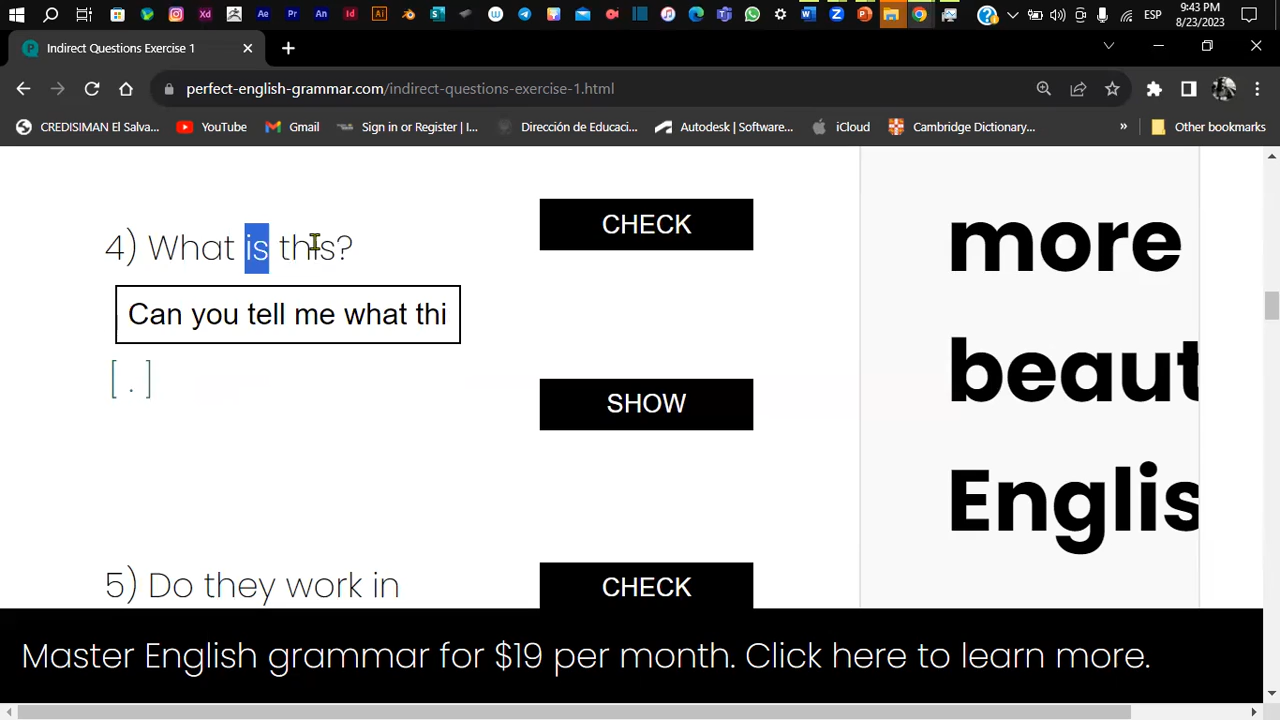 ESP
9:43 PM
8/23/2023
Indirect Questions Exercise 1
perfect-english-grammar.com/indirect-questions-exercise-1.html
CREDISIMAN El Salva...
YouTube
Gmail
Sign in or Register | I...
Dirección de Educaci...
Autodesk | Software...
iCloud
Cambridge Dictionary...
»
Other bookmarks
4) What is this?
CHECK
Can you tell me what thi
[ . ]
SHOW
5) Do they work in
CHECK
more
beaut
Englis
Master English grammar for $19 per month. Click here to learn more.